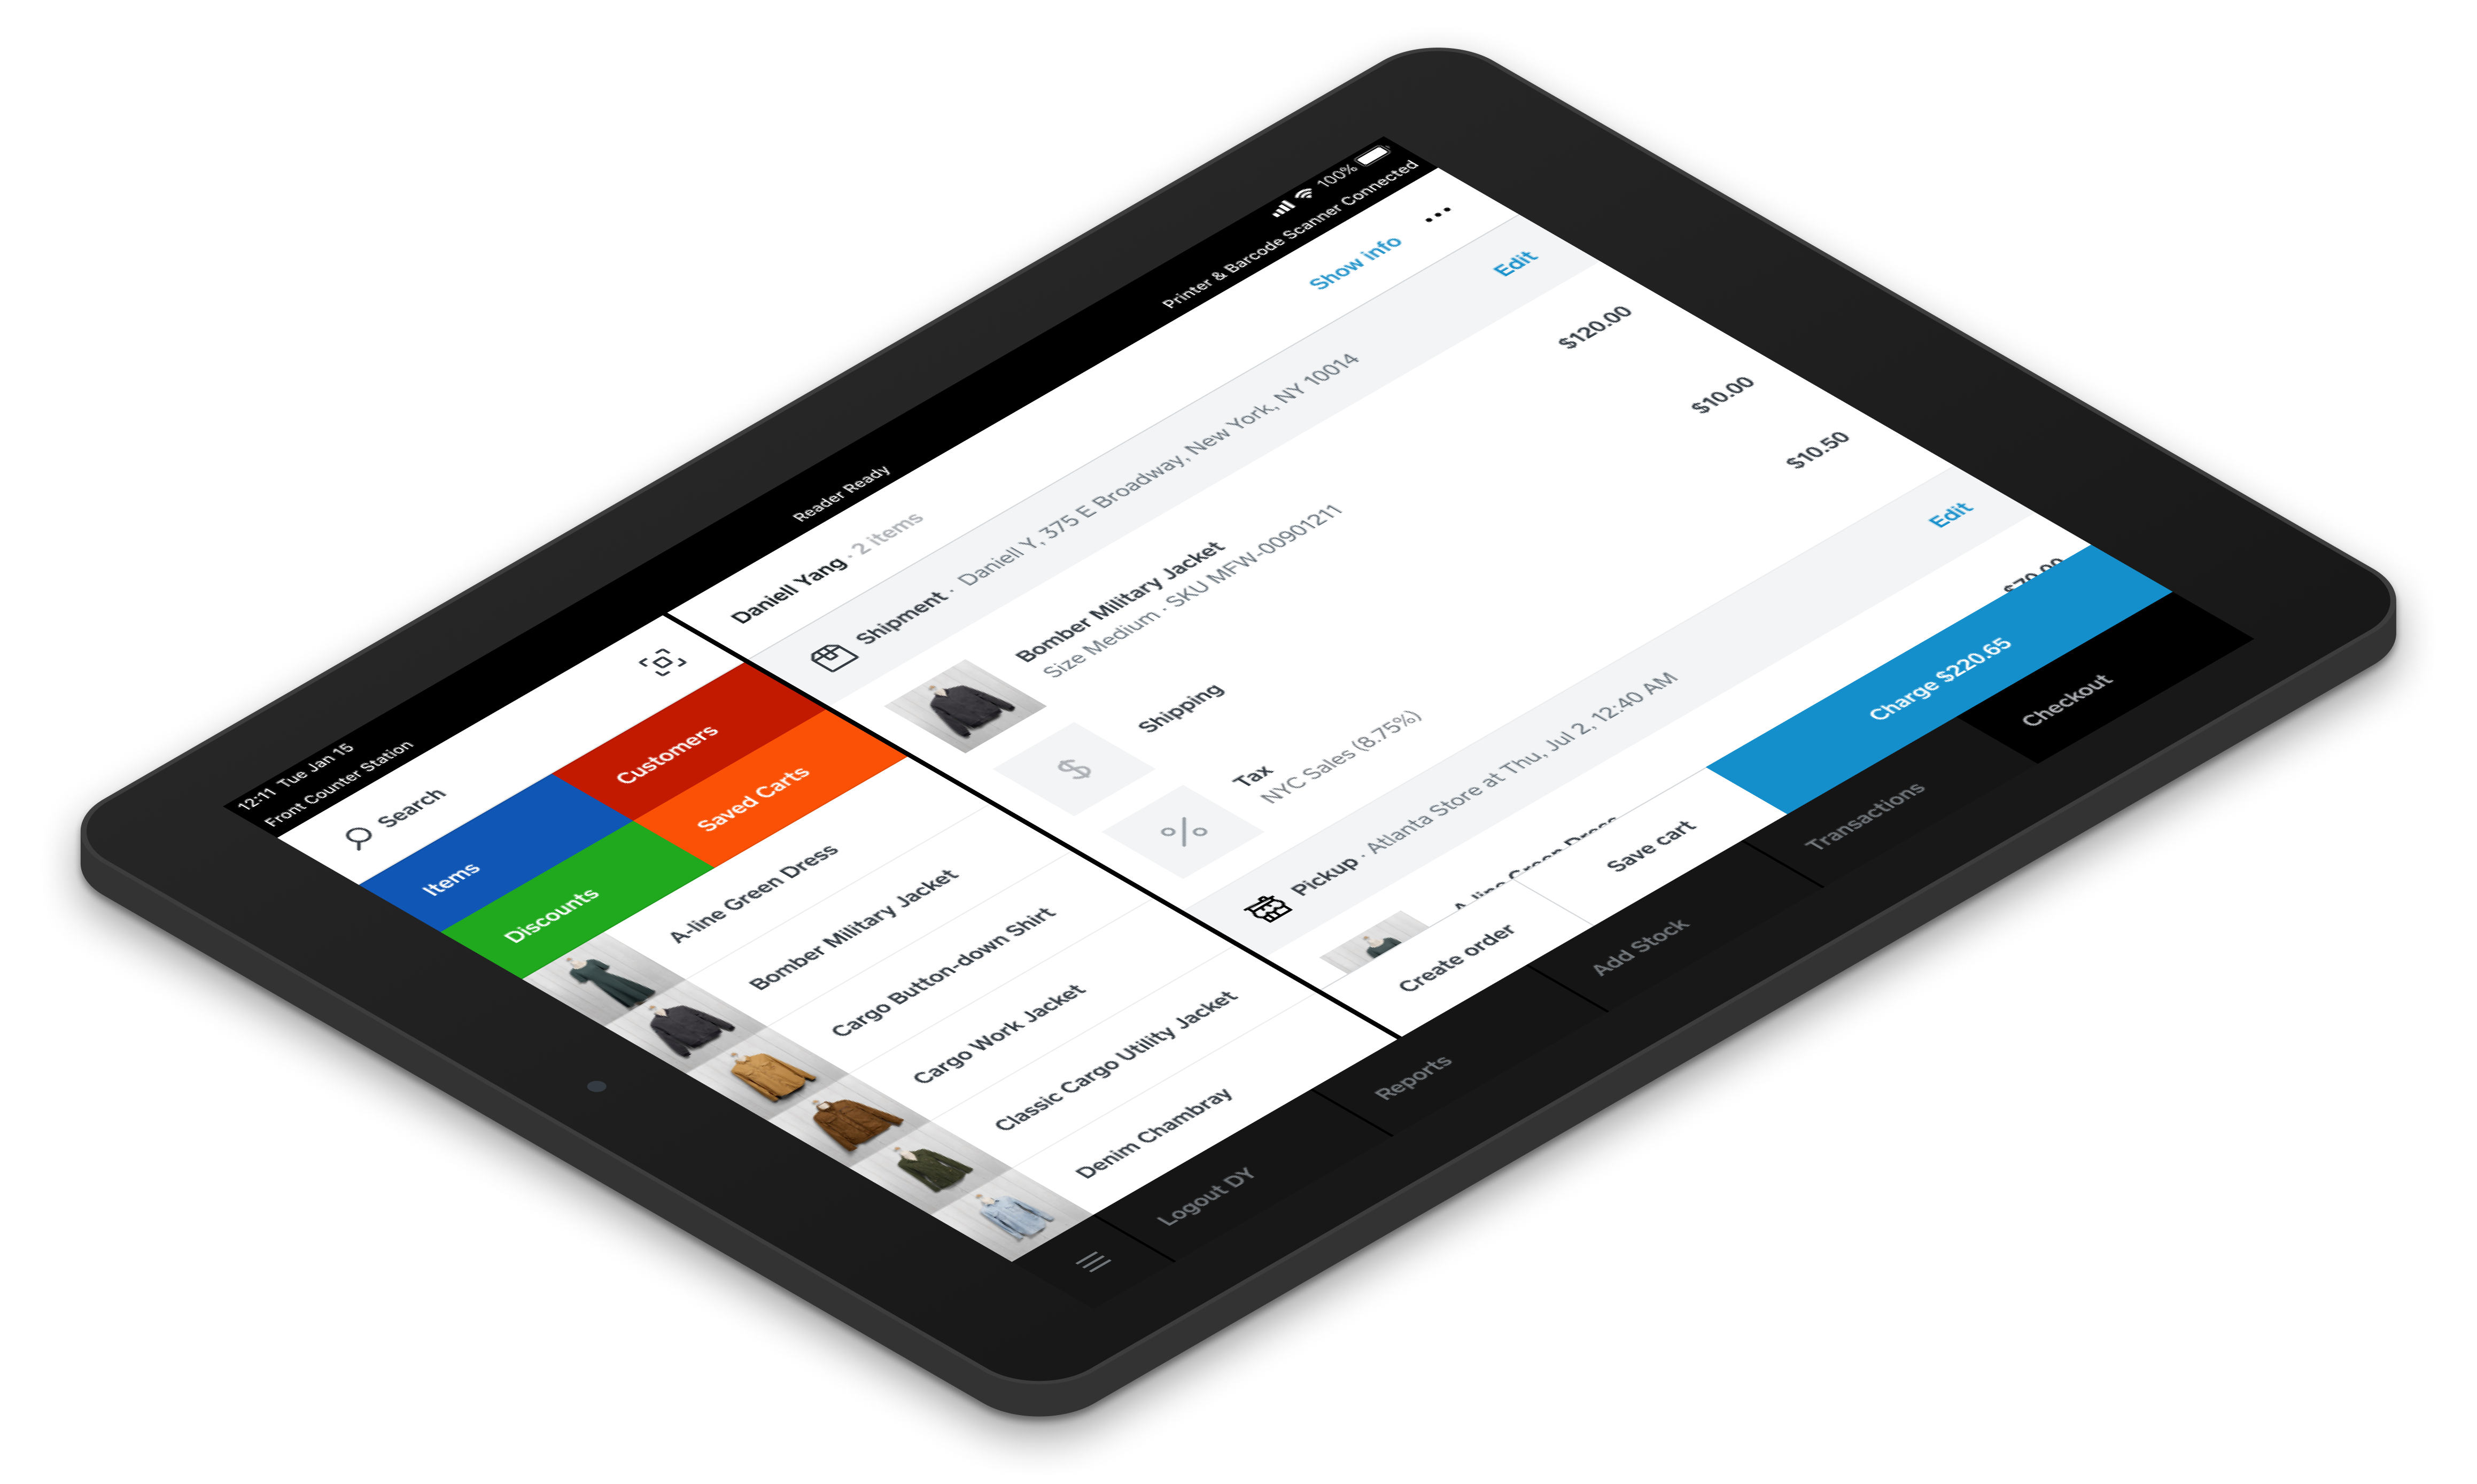 12:11 Tue Jan 15
100%
Front Counter Station
Reader Ready
Printer & Barcode Scanner Connected
Search
Items
Customers
Discounts
Saved Carts
A-line Green Dress
Bomber Military Jacket
Cargo Button-down Shirt
Cargo Work Jacket
Classic Cargo Utility Jacket
Denim Chambray
Daniell Yang · 2 items
Show info
Shipment · Daniell Y, 375 E Broadway, New York, NY 10014
Edit
Bomber Military Jacket
$120.00
Size Medium · SKU MFW-00901211
Shipping
$10.00
Tax
$10.50
NYC Sales (8.75%)
Pickup · Atlanta Store at Thu, Jul 2, 12:40 AM
Edit
A-line Green Dress
Create order
Save cart
Charge $220.65
Logout DY
Reports
Add Stock
Transactions
Checkout